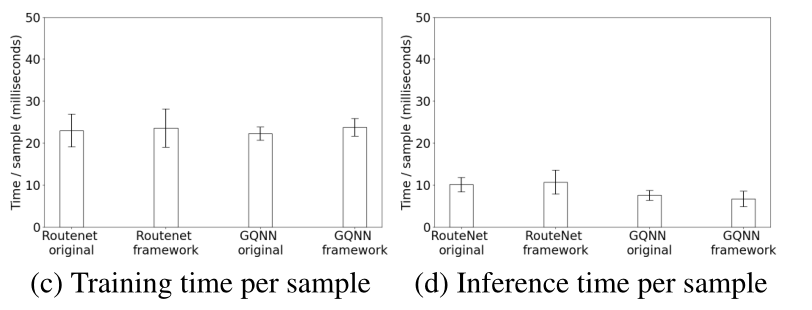 50
40
30
20
10
0
Time / sample (milliseconds)
Routenet original
Routenet framework
GQNN original
GQNN framework
(c) Training time per sample
50
40
30
20
10
0
Time / sample (milliseconds)
RouteNet original
RouteNet framework
GQNN original
GQNN framework
(d) Inference time per sample